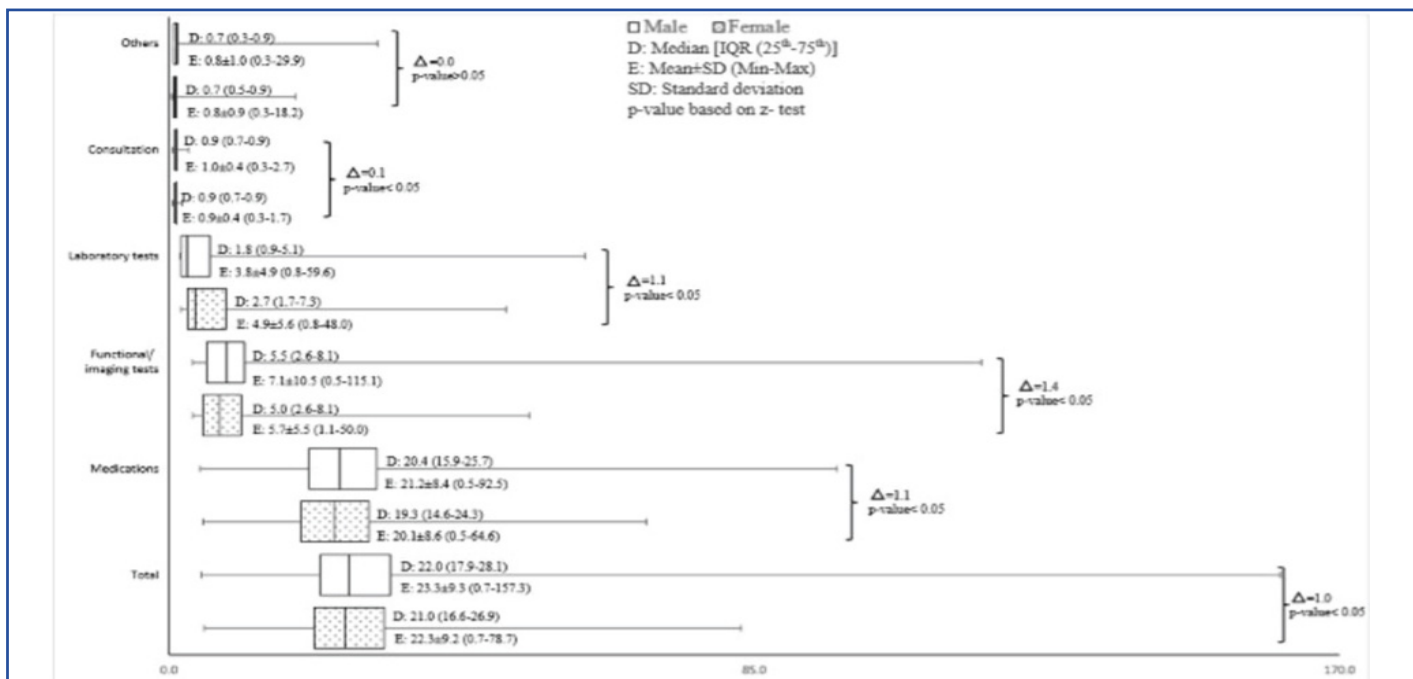 □ Male □ Female
D: Median [IQR (25th-75th)]
E: Mean±SD (Min-Max)
SD: Standard deviation
p-value based on z- test
Others
D: 0.7 (0.3-0.9)
E: 0.8±1.0 (0.3-29.9)
D: 0.7 (0.5-0.9)
E: 0.8±0.9 (0.3-18.2)
△=0.0
p-value>0.05
Consultation
D: 0.9 (0.7-0.9)
E: 1.0±0.4 (0.3-2.7)
D: 0.9 (0.7-0.9)
E: 0.9±0.4 (0.3-1.7)
△=0.1
p-value< 0.05
Laboratory tests
D: 1.8 (0.9-5.1)
E: 3.8±4.9 (0.8-59.6)
D: 2.7 (1.7-7.3)
E: 4.9±5.6 (0.8-48.0)
△=1.1
p-value< 0.05
Functional/
imaging tests
D: 5.5 (2.6-8.1)
E: 7.1±10.5 (0.5-115.1)
D: 5.0 (2.6-8.1)
E: 5.7±5.5 (1.1-50.0)
△=1.4
p-value< 0.05
Medications
D: 20.4 (15.9-25.7)
E: 21.2±8.4 (0.5-92.5)
D: 19.3 (14.6-24.3)
E: 20.1±8.6 (0.5-64.6)
△=1.1
p-value< 0.05
Total
D: 22.0 (17.9-28.1)
E: 23.3±9.3 (0.7-157.3)
D: 21.0 (16.6-26.9)
E: 22.3±9.2 (0.7-78.7)
△=1.0
p-value< 0.05
0.0
85.0
170.0